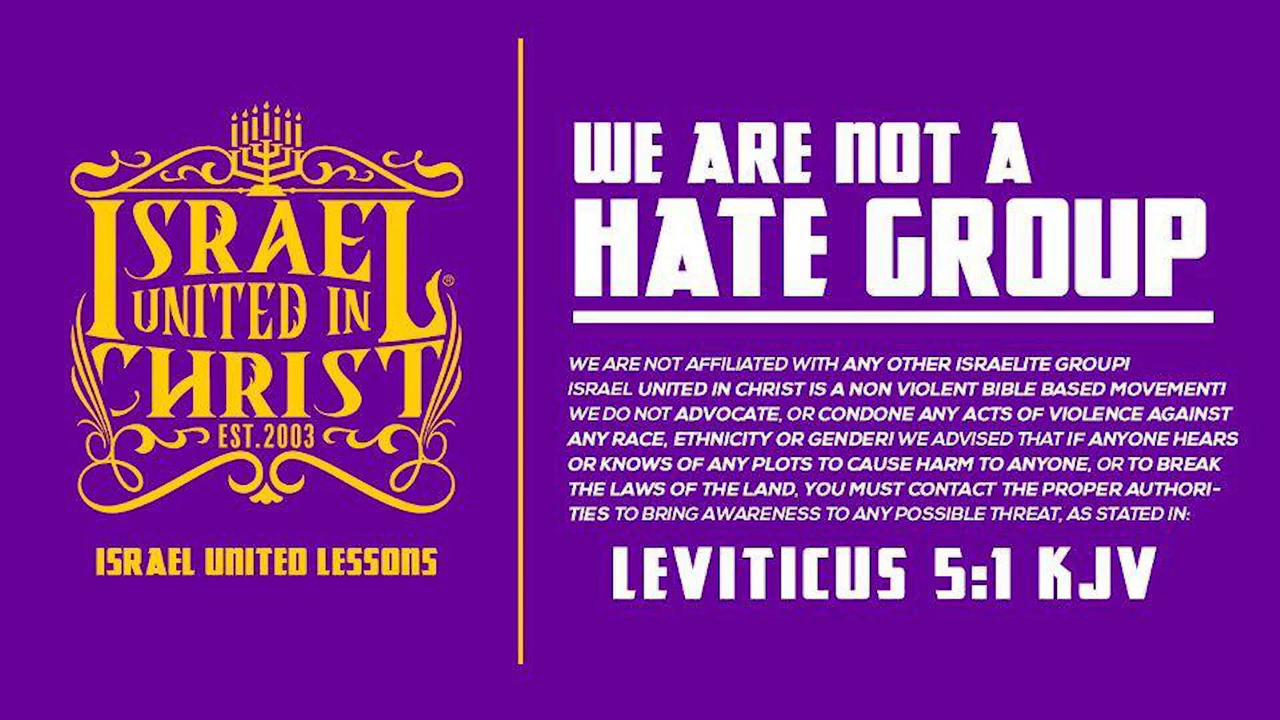 ISRAEL
UNITED IN
CHRIST
EST.2003
®
ISRAEL UNITED LESSONS
WE ARE NOT A
HATE GROUP
WE ARE NOT AFFILIATED WITH ANY OTHER ISRAELITE GROUP!
ISRAEL UNITED IN CHRIST IS A NON VIOLENT BIBLE BASED MOVEMENT!
WE DO NOT ADVOCATE, OR CONDONE ANY ACTS OF VIOLENCE AGAINST
ANY RACE, ETHNICITY OR GENDER! WE ADVISED THAT IF ANYONE HEARS
OR KNOWS OF ANY PLOTS TO CAUSE HARM TO ANYONE, OR TO BREAK
THE LAWS OF THE LAND, YOU MUST CONTACT THE PROPER AUTHORI-
TIES TO BRING AWARENESS TO ANY POSSIBLE THREAT, AS STATED IN:
LEVITICUS 5:1 KJV